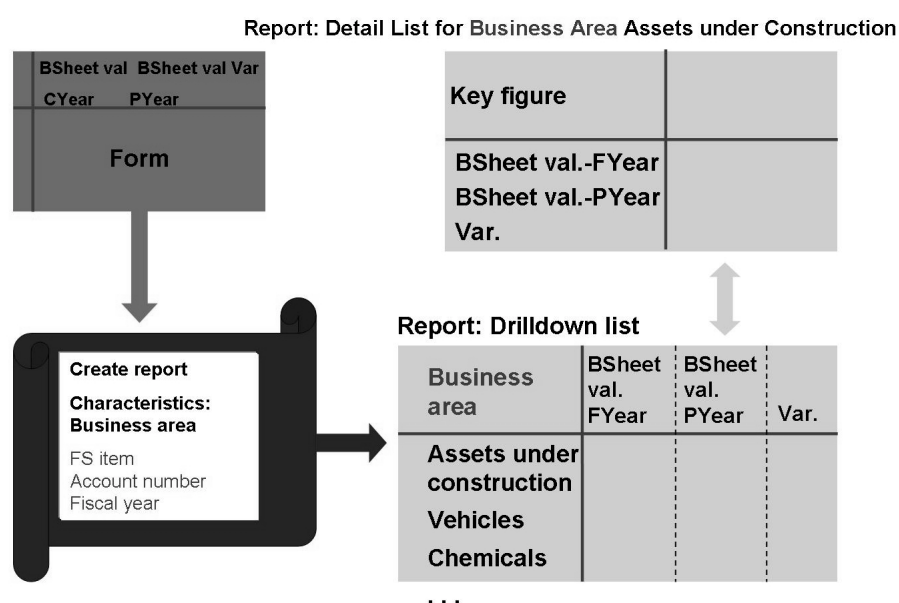 Report: Detail List for Business Area Assets under Construction
BSheet val BSheet val Var
CYear PYear
Form
Key figure
BSheet val.-FYear
BSheet val.-PYear
Var.
Create report
Characteristics:
Business area
FS item
Account number
Fiscal year
Report: Drilldown list
Business
area
BSheet
val.
FYear
BSheet
val.
PYear
Var.
Assets under
construction
Vehicles
Chemicals
...